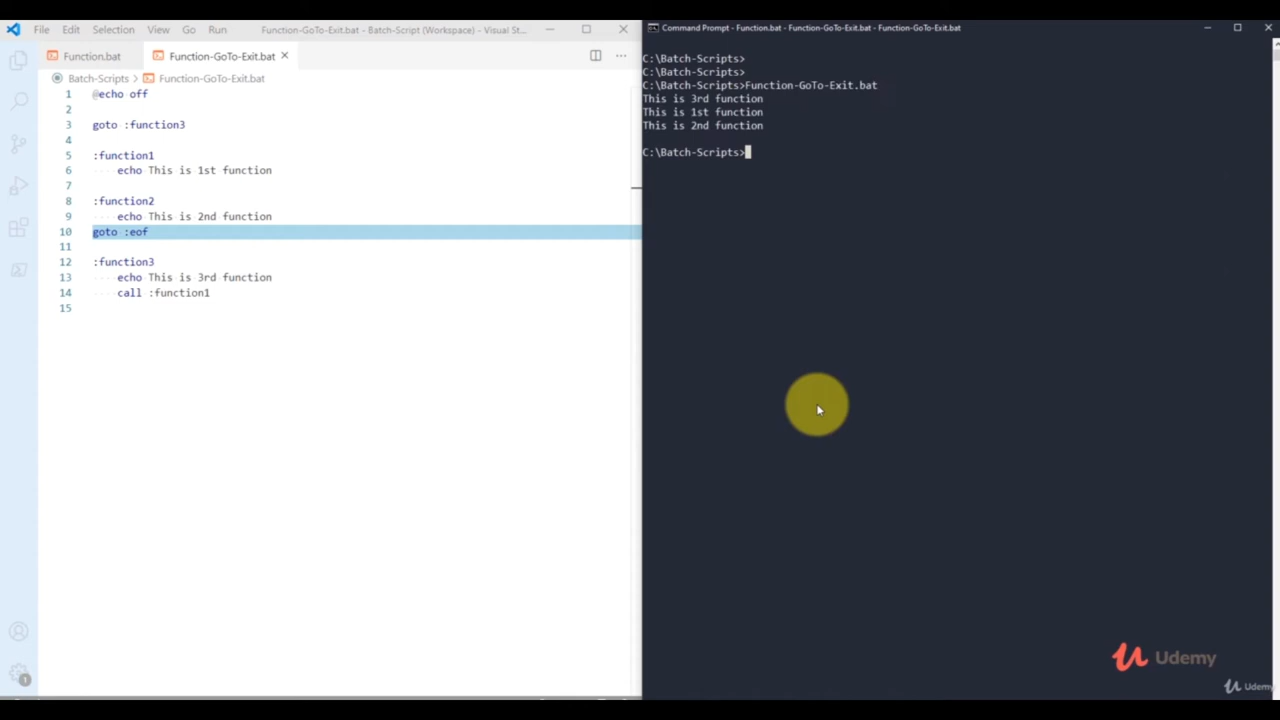 File Edit Selection View Go Run Function-GoTo-Exit.bat - Batch-Script (Workspace) - Visual St...
Function.bat Function-GoTo-Exit.bat
Batch-Scripts > Function-GoTo-Exit.bat
1 @echo off
2
3 goto :function3
4
5 :function1
6 echo This is 1st function
7
8 :function2
9 echo This is 2nd function
10 goto :eof
11
12 :function3
13 echo This is 3rd function
14 call :function1
15
1
Command Prompt - Function.bat - Function-GoTo-Exit.bat - Function-GoTo-Exit.bat
C:\Batch-Scripts>
C:\Batch-Scripts>
C:\Batch-Scripts>Function-GoTo-Exit.bat
This is 3rd function
This is 1st function
This is 2nd function
C:\Batch-Scripts>
Udemy
Udemy